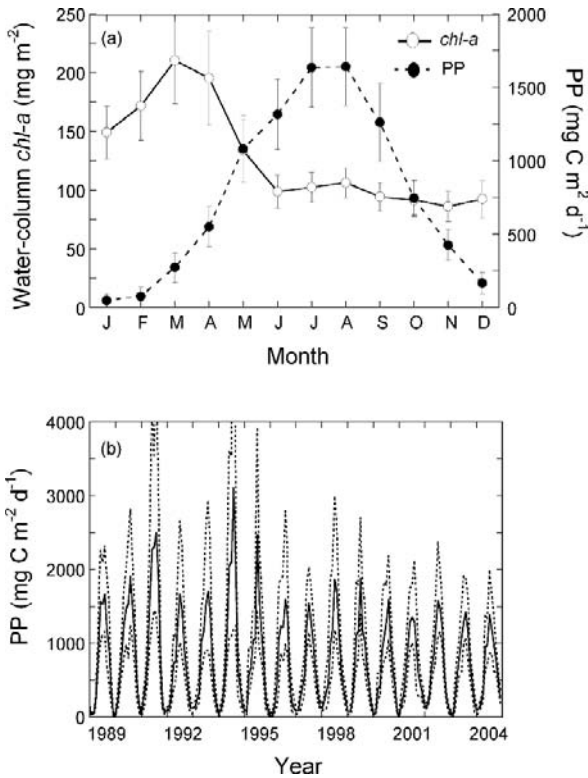 250
200
150
100
50
0
Water-column chl-a (mg m⁻²)
(a)
chl-a
PP
2000
1500
1000
750
500
0
PP (mg C m⁻² d⁻¹)
J F M A M J J A S O N D
Month
4000
3000
2000
1000
0
PP (mg C m⁻² d⁻¹)
(b)
1989 1992 1995 1998 2001 2004
Year